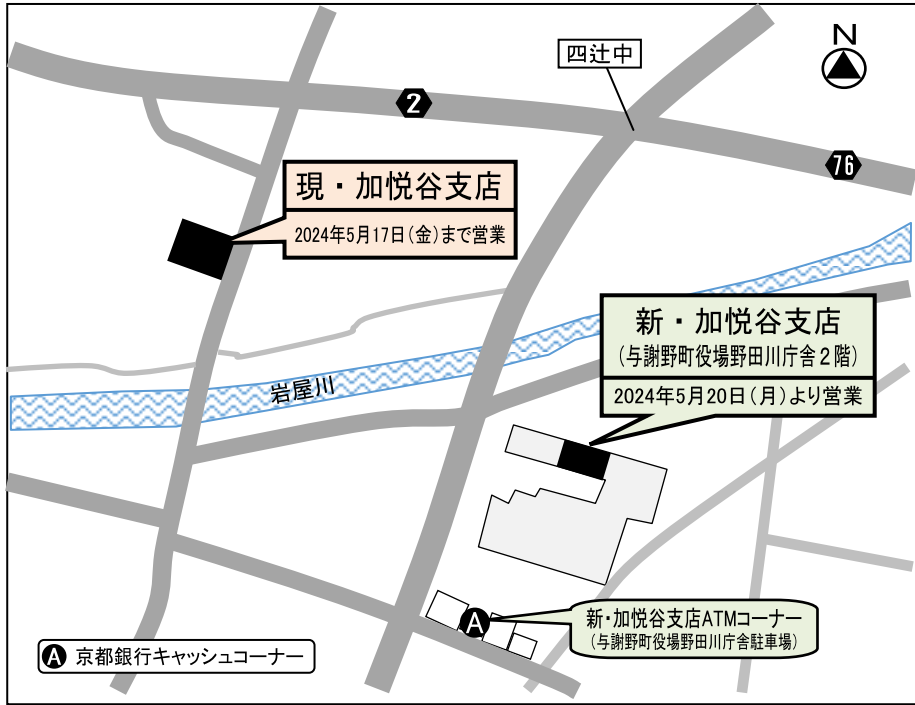 四辻中
N
2
76
現・加悦谷支店
2024年5月17日(金)まで営業
新・加悦谷支店
(与謝野町役場野田川庁舎2階)
2024年5月20日(月)より営業
岩屋川
A
新・加悦谷支店ATMコーナー
(与謝野町役場野田川庁舎駐車場)
A 京都銀行キャッシュコーナー